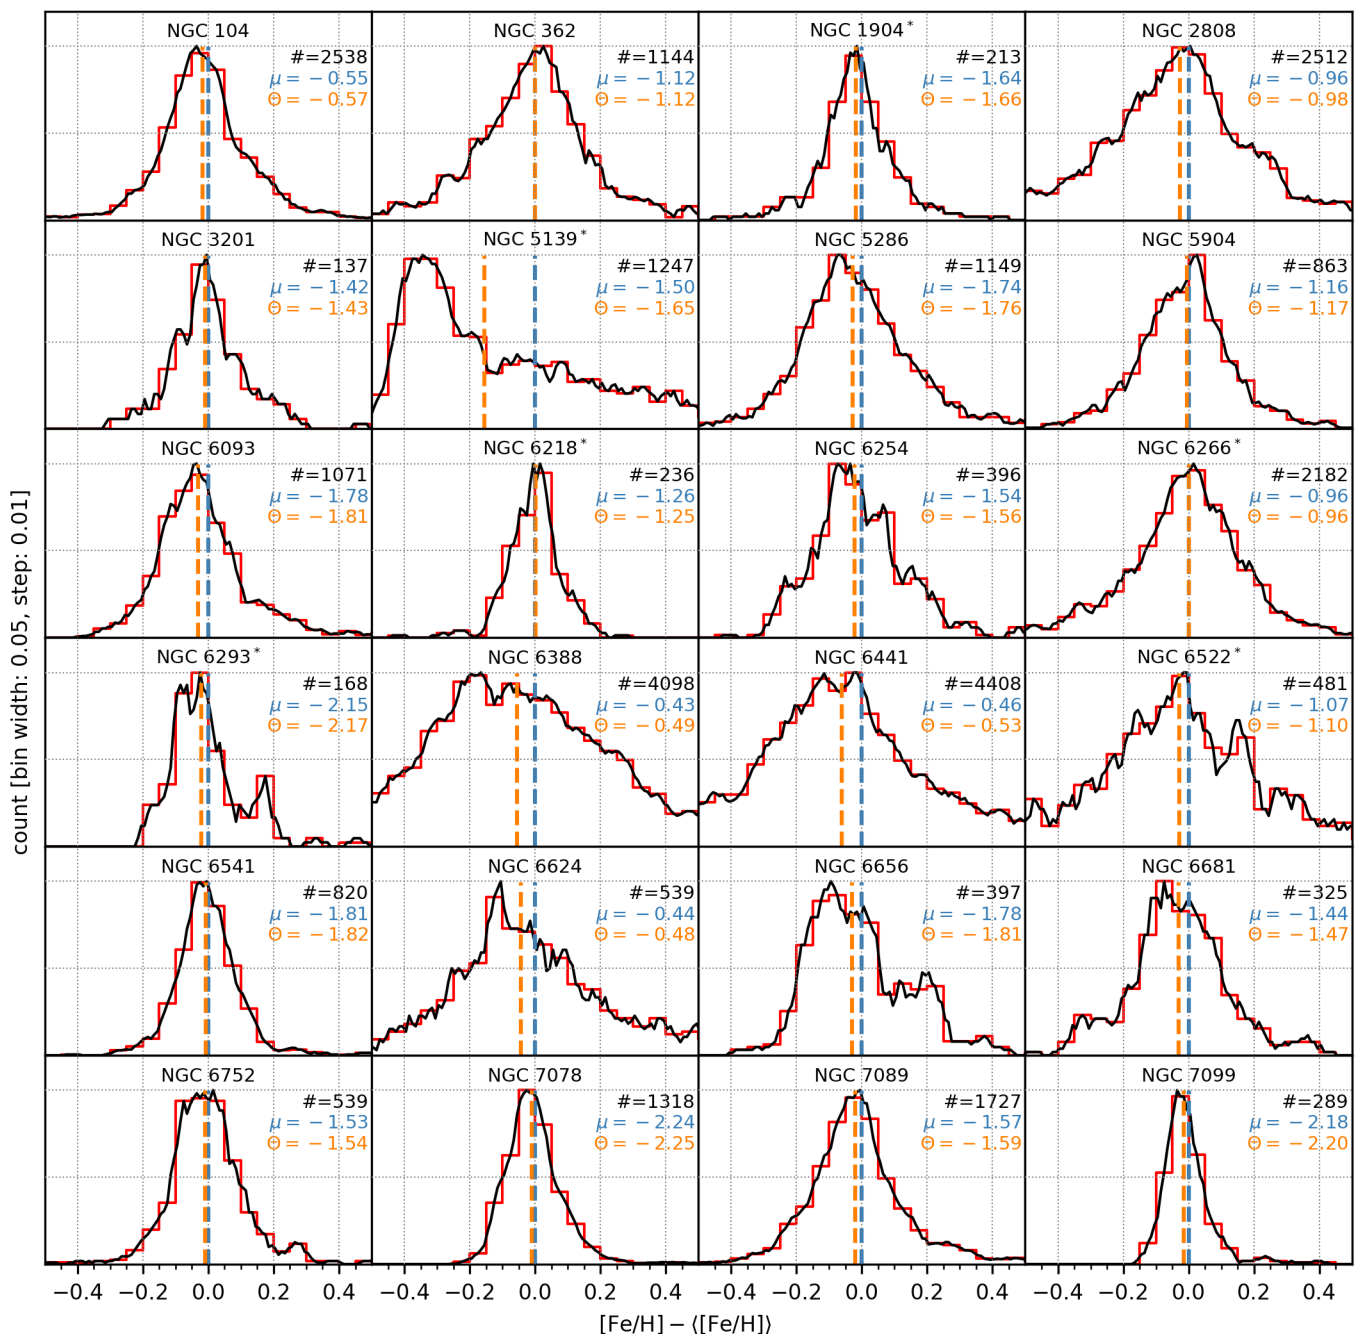 NGC 104
#=2538
μ = −0.55
Θ = −0.57
NGC 362
#=1144
μ = −1.12
Θ = −1.12
NGC 1904*
#=213
μ = −1.64
Θ = −1.66
NGC 2808
#=2512
μ = −0.96
Θ = −0.98
NGC 3201
#=137
μ = −1.42
Θ = −1.43
NGC 5139*
#=1247
μ = −1.50
Θ = −1.65
NGC 5286
#=1149
μ = −1.74
Θ = −1.76
NGC 5904
#=863
μ = −1.16
Θ = −1.17
NGC 6093
#=1071
μ = −1.78
Θ = −1.81
NGC 6218*
#=236
μ = −1.26
Θ = −1.25
NGC 6254
#=396
μ = −1.54
Θ = −1.56
NGC 6266*
#=2182
μ = −0.96
Θ = −0.96
NGC 6293*
#=168
μ = −2.15
Θ = −2.17
NGC 6388
#=4098
μ = −0.43
Θ = −0.49
NGC 6441
#=4408
μ = −0.46
Θ = −0.53
NGC 6522*
#=481
μ = −1.07
Θ = −1.10
NGC 6541
#=820
μ = −1.81
Θ = −1.82
NGC 6624
#=539
μ = −0.44
Θ = −0.48
NGC 6656
#=397
μ = −1.78
Θ = −1.81
NGC 6681
#=325
μ = −1.44
Θ = −1.47
NGC 6752
#=539
μ = −1.53
Θ = −1.54
NGC 7078
#=1318
μ = −2.24
Θ = −2.25
NGC 7089
#=1727
μ = −1.57
Θ = −1.59
NGC 7099
#=289
μ = −2.18
Θ = −2.20
count [bin width: 0.05, step: 0.01]
−0.4 −0.2 0.0 0.2 0.4 −0.4 −0.2 0.0 0.2 0.4 −0.4 −0.2 0.0 0.2 0.4 −0.4 −0.2 0.0 0.2 0.4
[Fe/H] − ⟨[Fe/H]⟩